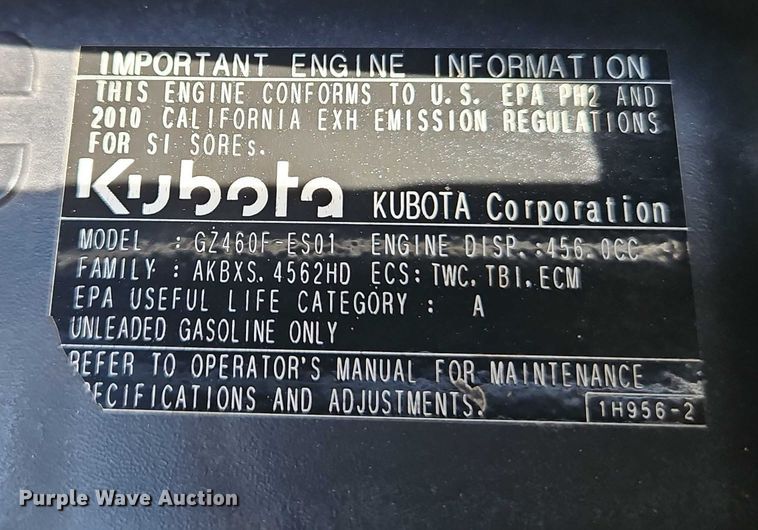 IMPORTANT ENGINE INFORMATION
THIS ENGINE CONFORMS TO U.S. EPA PH2 AND
2010 CALIFORNIA EXH EMISSION REGULATIONS
FOR SI SOREs.
Kubota KUBOTA Corporation
MODEL : GZ460F-ES01 ENGINE DISP.:456.0CC
FAMILY : AKBXS.4562HD ECS: TWC, TBI, ECM
EPA USEFUL LIFE CATEGORY : A
UNLEADED GASOLINE ONLY
REFER TO OPERATOR'S MANUAL FOR MAINTENANCE
PECIFICATIONS AND ADJUSTMENTS.
1H956-2
Purple Wave Auction